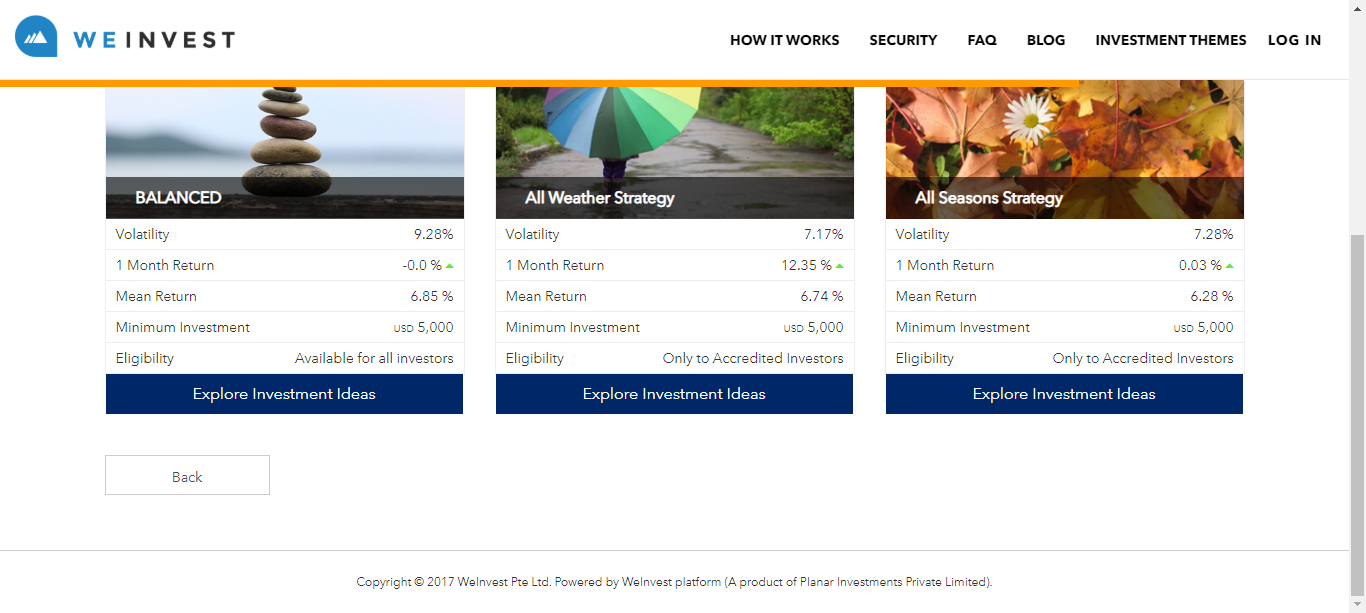 WEINVEST
HOW IT WORKS SECURITY FAQ BLOG INVESTMENT THEMES LOG IN
BALANCED
Volatility 9.28%
1 Month Return -0.0 %
Mean Return 6.85 %
Minimum Investment USD 5,000
Eligibility Available for all investors
Explore Investment Ideas
All Weather Strategy
Volatility 7.17%
1 Month Return 12.35 %
Mean Return 6.74 %
Minimum Investment USD 5,000
Eligibility Only to Accredited Investors
Explore Investment Ideas
All Seasons Strategy
Volatility 7.28%
1 Month Return 0.03 %
Mean Return 6.28 %
Minimum Investment USD 5,000
Eligibility Only to Accredited Investors
Explore Investment Ideas
Back
Copyright © 2017 WeInvest Pte Ltd. Powered by WeInvest platform (A product of Planar Investments Private Limited).